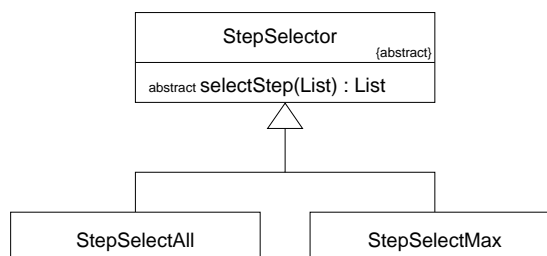 StepSelector
{abstract}
abstract selectStep(List) : List
StepSelectAll
StepSelectMax